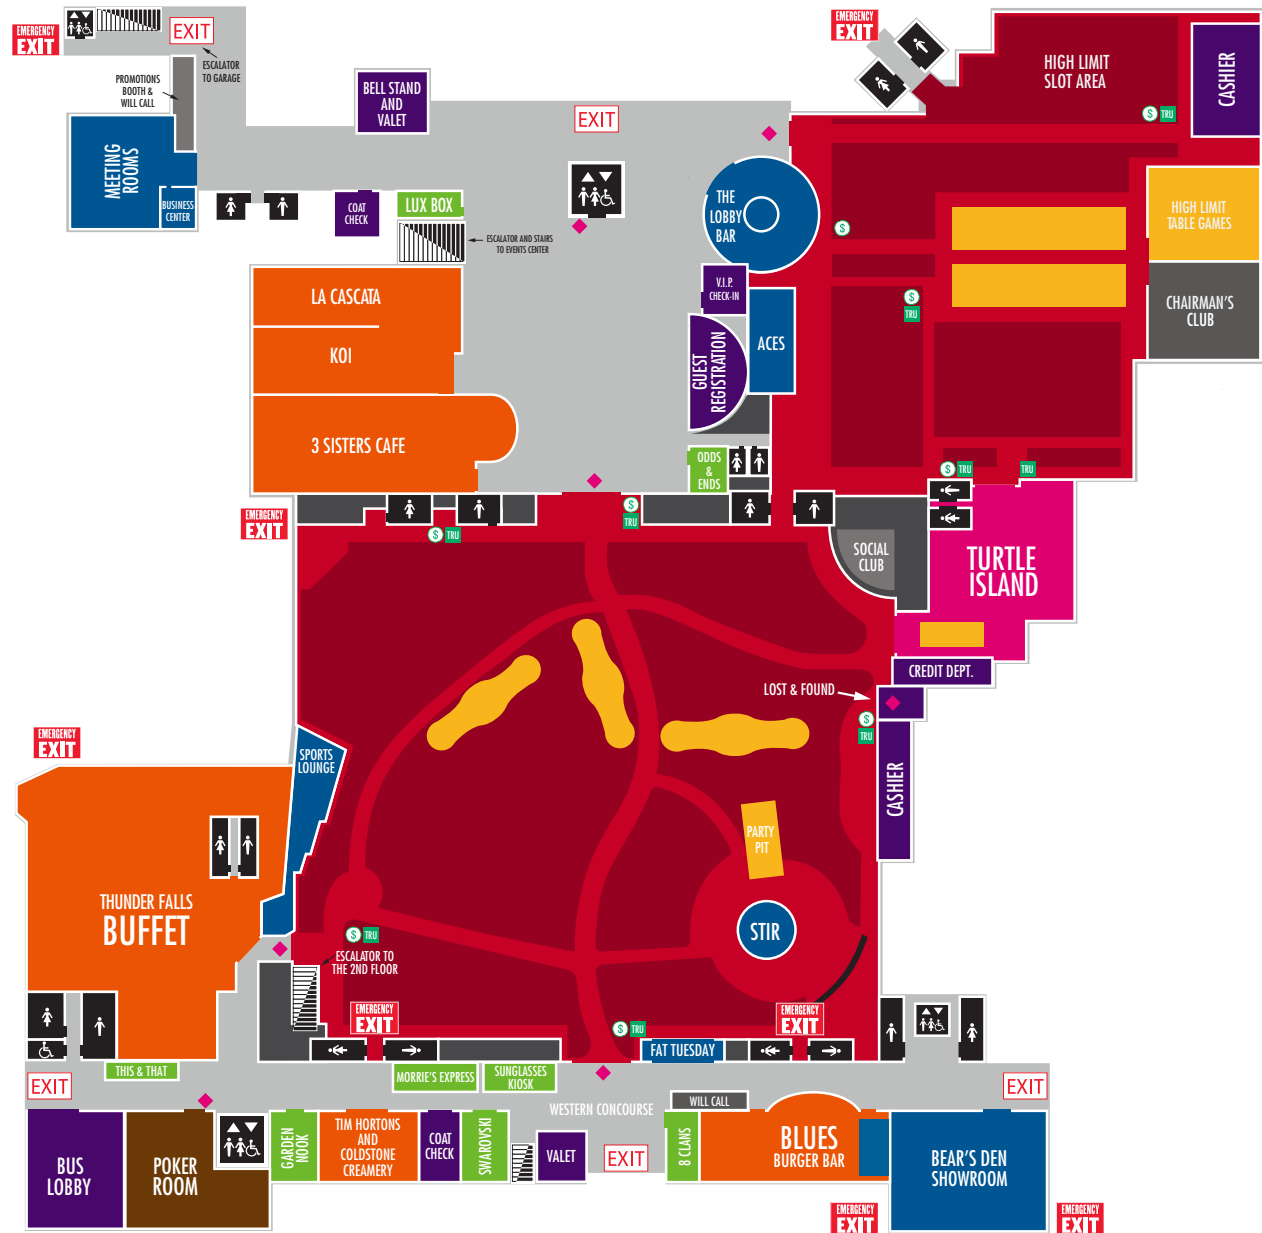 EMERGENCY
EXIT
EXIT
ESCALATOR
TO GARAGE
PROMOTIONS
BOOTH &
WILL CALL
MEETING
ROOMS
BUSINESS
CENTER
BELL STAND
AND
VALET
COAT
CHECK
LUX BOX
ESCALATOR AND STAIRS
TO EVENTS CENTER
EXIT
EMERGENCY
EXIT
HIGH LIMIT
SLOT AREA
CASHIER
$ TRU
THE
LOBBY
BAR
$
HIGH LIMIT
TABLE GAMES
V.I.P.
CHECK-IN
$
TRU
CHAIRMAN'S
CLUB
LA CASCATA
KOI
3 SISTERS CAFE
GUEST
REGISTRATION
ACES
ODDS
&
ENDS
$ TRU
TRU
EMERGENCY
EXIT
$ TRU
$
TRU
SOCIAL
CLUB
TURTLE
ISLAND
CREDIT DEPT.
LOST & FOUND
$
TRU
CASHIER
EMERGENCY
EXIT
SPORTS
LOUNGE
PARTY
PIT
STIR
THUNDER FALLS
BUFFET
$ TRU
ESCALATOR TO
THE 2ND FLOOR
EMERGENCY
EXIT
EMERGENCY
EXIT
$ TRU
FAT TUESDAY
THIS & THAT
MORRIE'S EXPRESS
SUNGLASSES
KIOSK
EXIT
EXIT
WESTERN CONCOURSE
WILL CALL
BUS
LOBBY
POKER
ROOM
GARDEN
NOOK
TIM HORTONS
AND
COLDSTONE
CREAMERY
COAT
CHECK
SWAROVSKI
VALET
EXIT
8 CLANS
BLUES
BURGER BAR
BEAR'S DEN
SHOWROOM
EMERGENCY
EXIT
EMERGENCY
EXIT